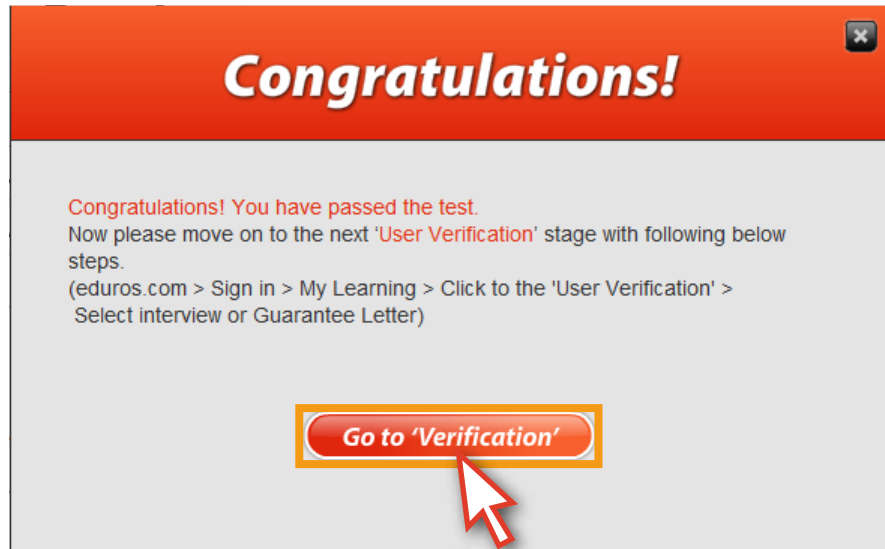 Congratulations!
Congratulations! You have passed the test.
Now please move on to the next ‘User Verification’ stage with following below
steps.
(eduros.com > Sign in > My Learning > Click to the 'User Verification' >
Select interview or Guarantee Letter)
Go to ‘Verification’